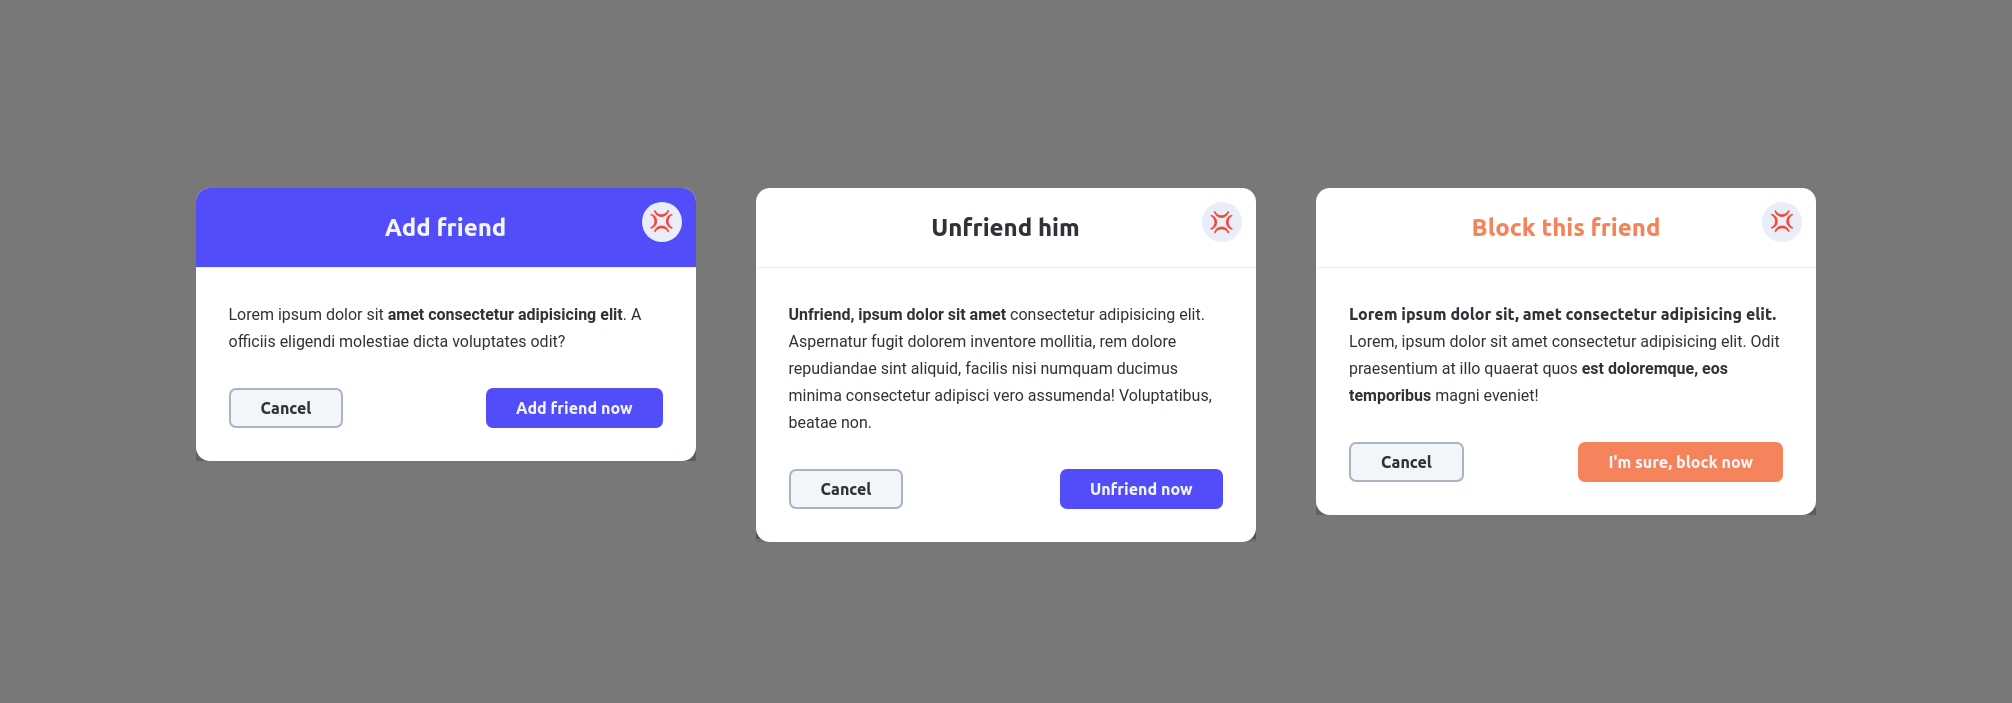 Add friend
Lorem ipsum dolor sit amet consectetur adipisicing elit. A
officiis eligendi molestiae dicta voluptates odit?
Cancel
Add friend now
Unfriend him
Unfriend, ipsum dolor sit amet consectetur adipisicing elit.
Aspernatur fugit dolorem inventore mollitia, rem dolore
repudiandae sint aliquid, facilis nisi numquam ducimus
minima consectetur adipisci vero assumenda! Voluptatibus,
beatae non.
Cancel
Unfriend now
Block this friend
Lorem ipsum dolor sit, amet consectetur adipisicing elit.
Lorem, ipsum dolor sit amet consectetur adipisicing elit. Odit
praesentium at illo quaerat quos est doloremque, eos
temporibus magni eveniet!
Cancel
I'm sure, block now